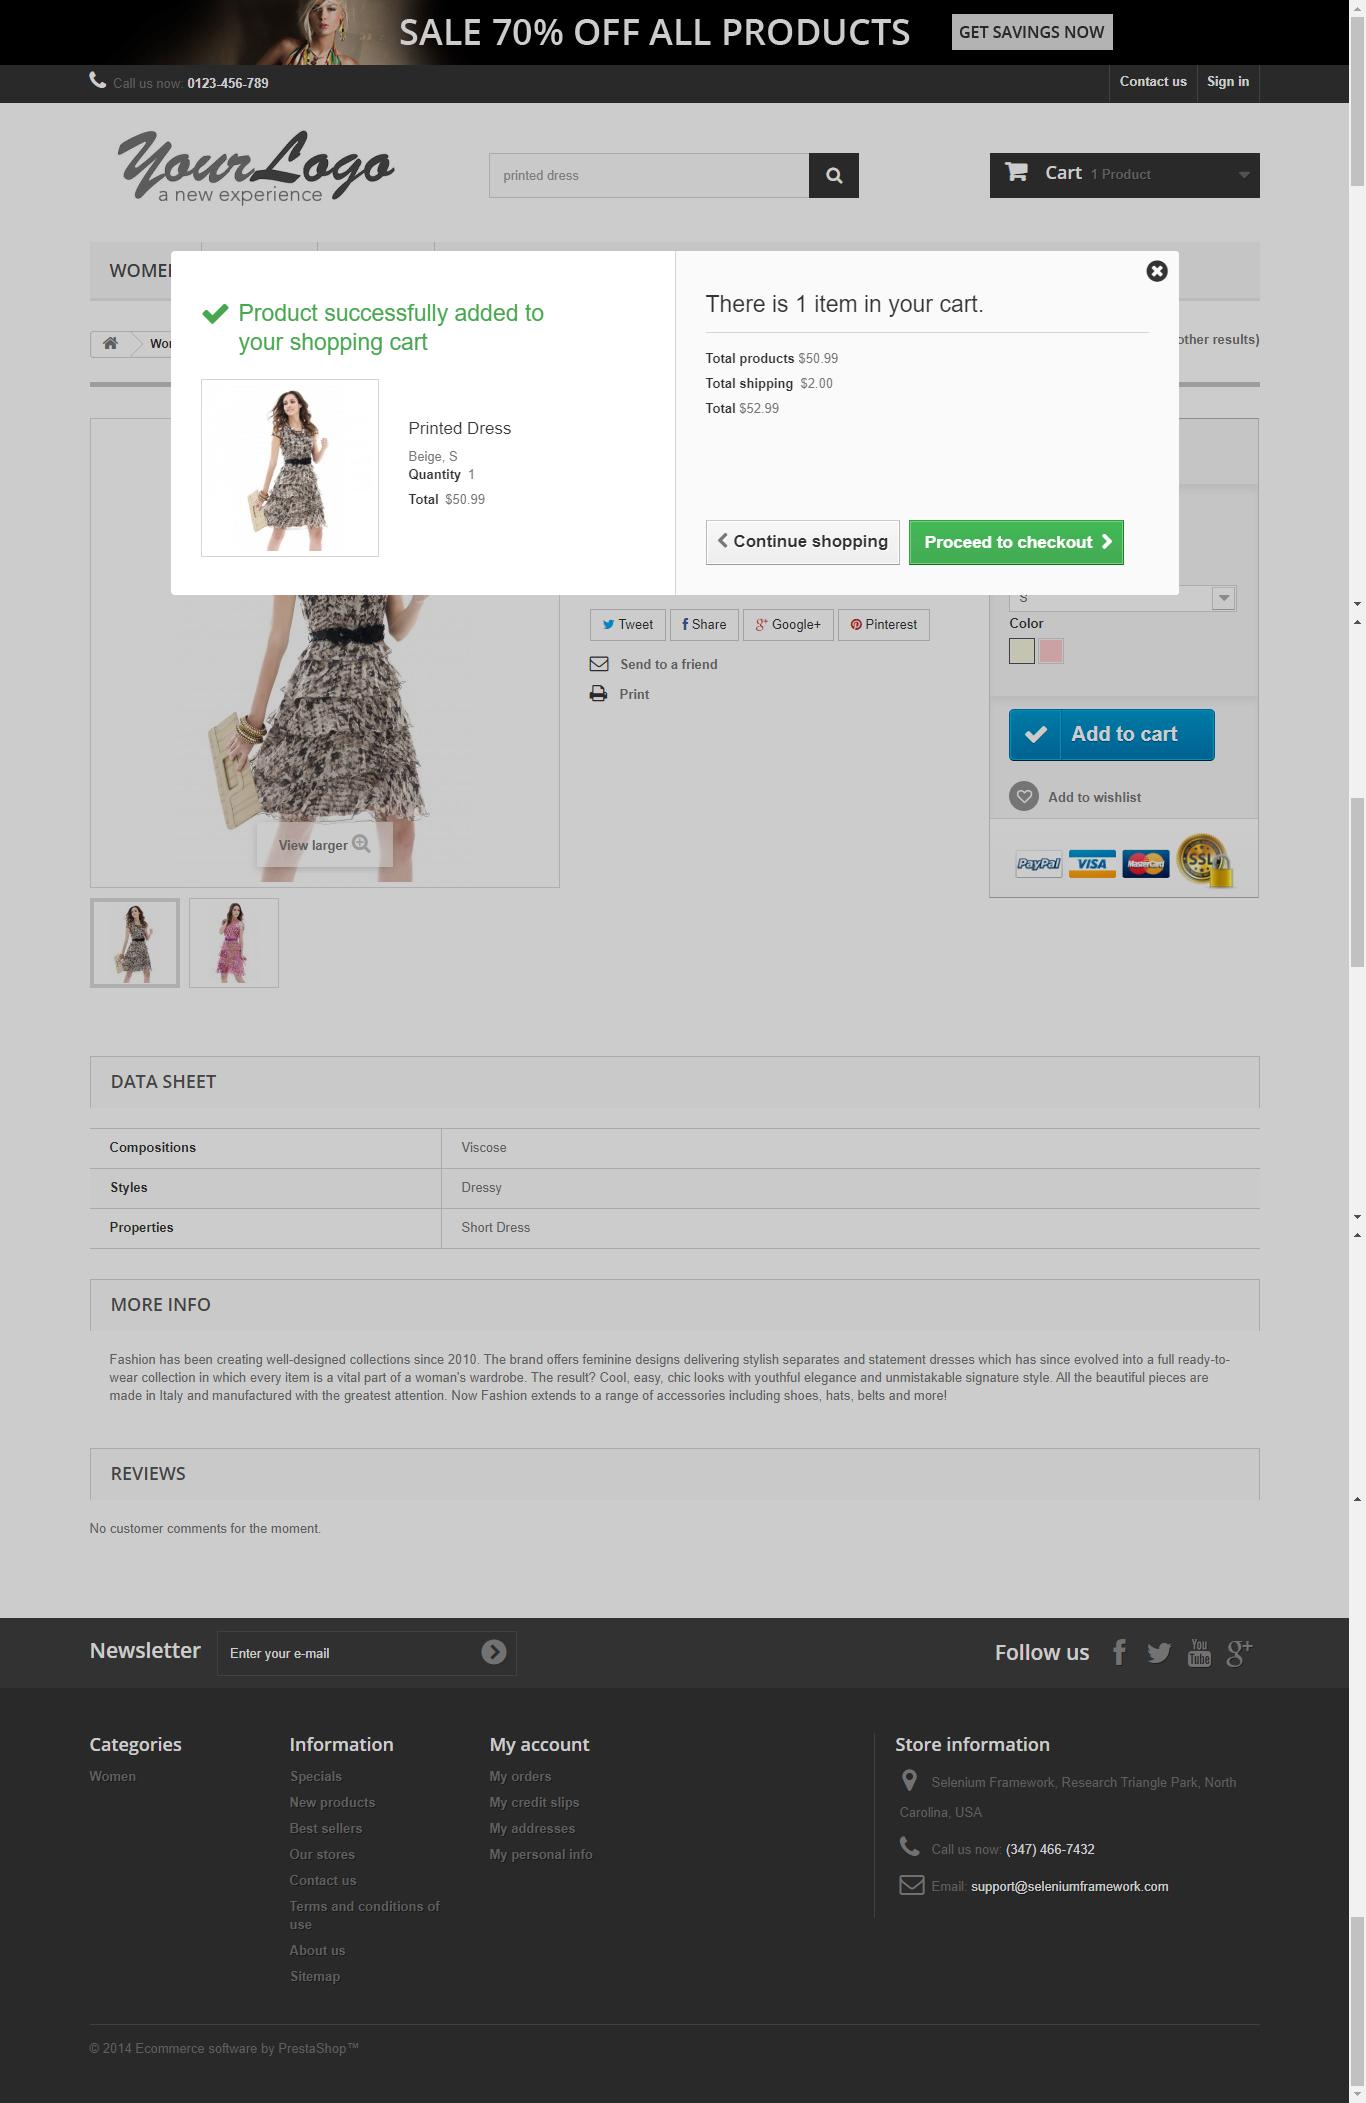 SALE 70% OFF ALL PRODUCTS
GET SAVINGS NOW
Call us now: 0123-456-789
Contact us
Sign in
YourLogo
a new experience
printed dress
Cart 1 Product
Product successfully added to
your shopping cart
Printed Dress
Beige, S
Quantity 1
Total $50.99
There is 1 item in your cart.
Total products $50.99
Total shipping $2.00
Total $52.99
Continue shopping
Proceed to checkout
other results)
S
Color
Tweet
Share
Google+
Pinterest
Send to a friend
Print
Add to cart
Add to wishlist
View larger
PayPal
VISA
MasterCard
SSL
DATA SHEET
Compositions Viscose
Styles Dressy
Properties Short Dress
MORE INFO
Fashion has been creating well-designed collections since 2010. The brand offers feminine designs delivering stylish separates and statement dresses which has since evolved into a full ready-to-
wear collection in which every item is a vital part of a woman's wardrobe. The result? Cool, easy, chic looks with youthful elegance and unmistakable signature style. All the beautiful pieces are
made in Italy and manufactured with the greatest attention. Now Fashion extends to a range of accessories including shoes, hats, belts and more!
REVIEWS
No customer comments for the moment.
Newsletter
Enter your e-mail
Follow us
You
Tube
Categories
Women
Information
Specials
New products
Best sellers
Our stores
Contact us
Terms and conditions of
use
About us
Sitemap
My account
My orders
My credit slips
My addresses
My personal info
Store information
Selenium Framework, Research Triangle Park, North
Carolina, USA
Call us now: (347) 466-7432
Email: support@seleniumframework.com
© 2014 Ecommerce software by PrestaShop™